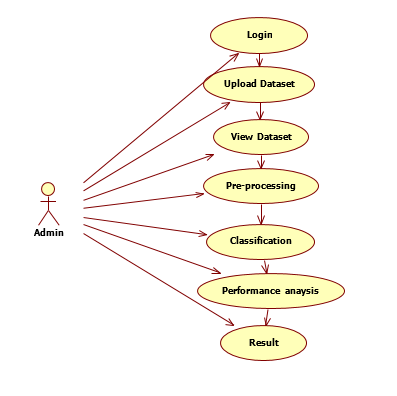 Login
Upload Dataset
View Dataset
Pre-processing
Admin
Classification
Performance anaysis
Result